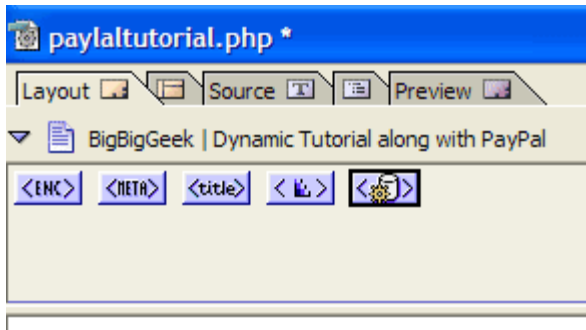 paylaltutorial.php *
Layout Source T Preview
BigBigGeek | Dynamic Tutorial along with PayPal
<ENC> <META> <title>